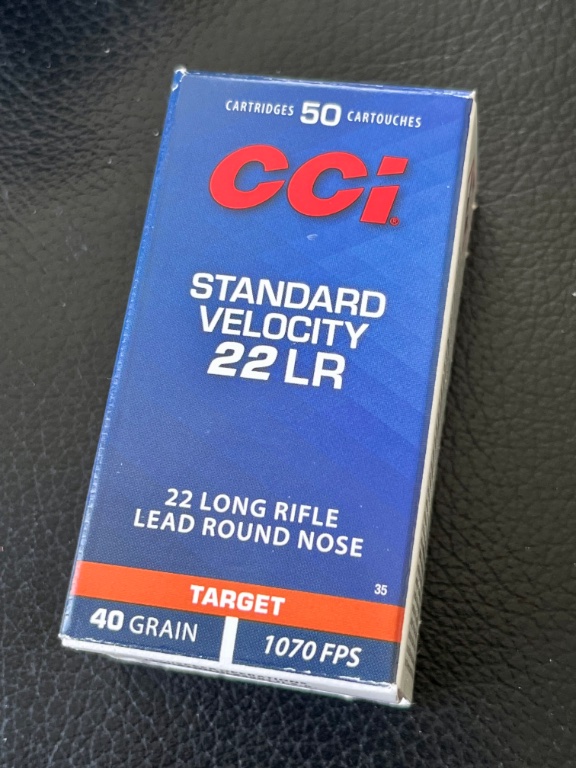 CARTRIDGES 50 CARTOUCHES
CCi®
STANDARD
VELOCITY
22 LR
22 LONG RIFLE
LEAD ROUND NOSE
35
TARGET
40 GRAIN
1070 FPS